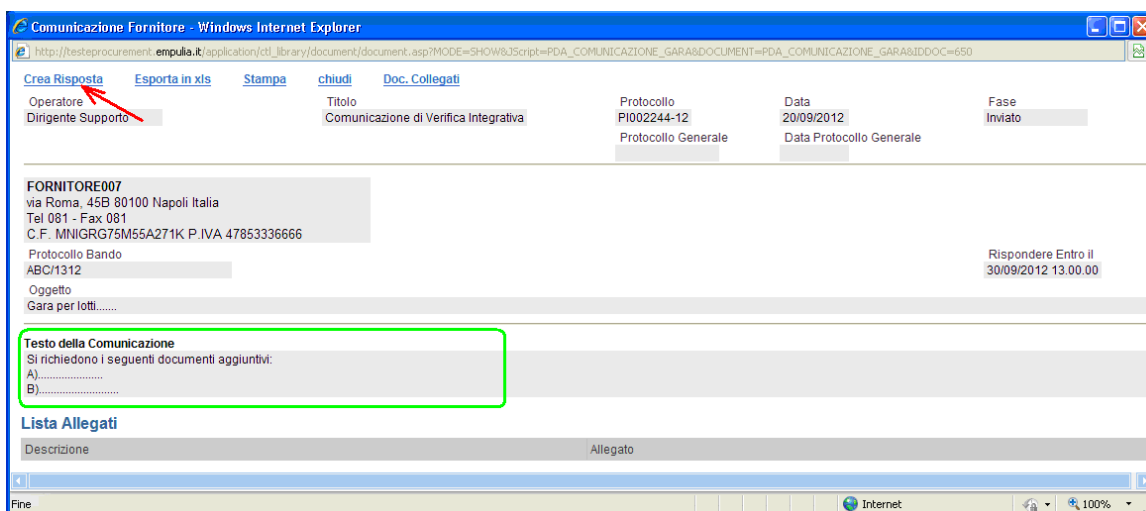 Comunicazione Fornitore - Windows Internet Explorer
http://testeprocurement.empulia.it/application/ctl_library/document/document.asp?MODE=SHOW&JScript=PDA_COMUNICAZIONE_GARA&DOCUMENT=PDA_COMUNICAZIONE_GARA&IDDOC=650
Crea Risposta Esporta in xls Stampa chiudi Doc. Collegati
Operatore Titolo Protocollo Data Fase
Dirigente Supporto Comunicazione di Verifica Integrativa PI002244-12 20/09/2012 Inviato
Protocollo Generale Data Protocollo Generale
FORNITORE007
via Roma, 45B 80100 Napoli Italia
Tel 081 - Fax 081
C.F. MNIGRG75M55A271K P.IVA 47853336666
Protocollo Bando Rispondere Entro il
ABC/1312 30/09/2012 13.00.00
Oggetto
Gara per lotti.......
Testo della Comunicazione
Si richiedono i seguenti documenti aggiuntivi:
A)......................
B)...........................
Lista Allegati
Descrizione Allegato
Fine Internet 100%